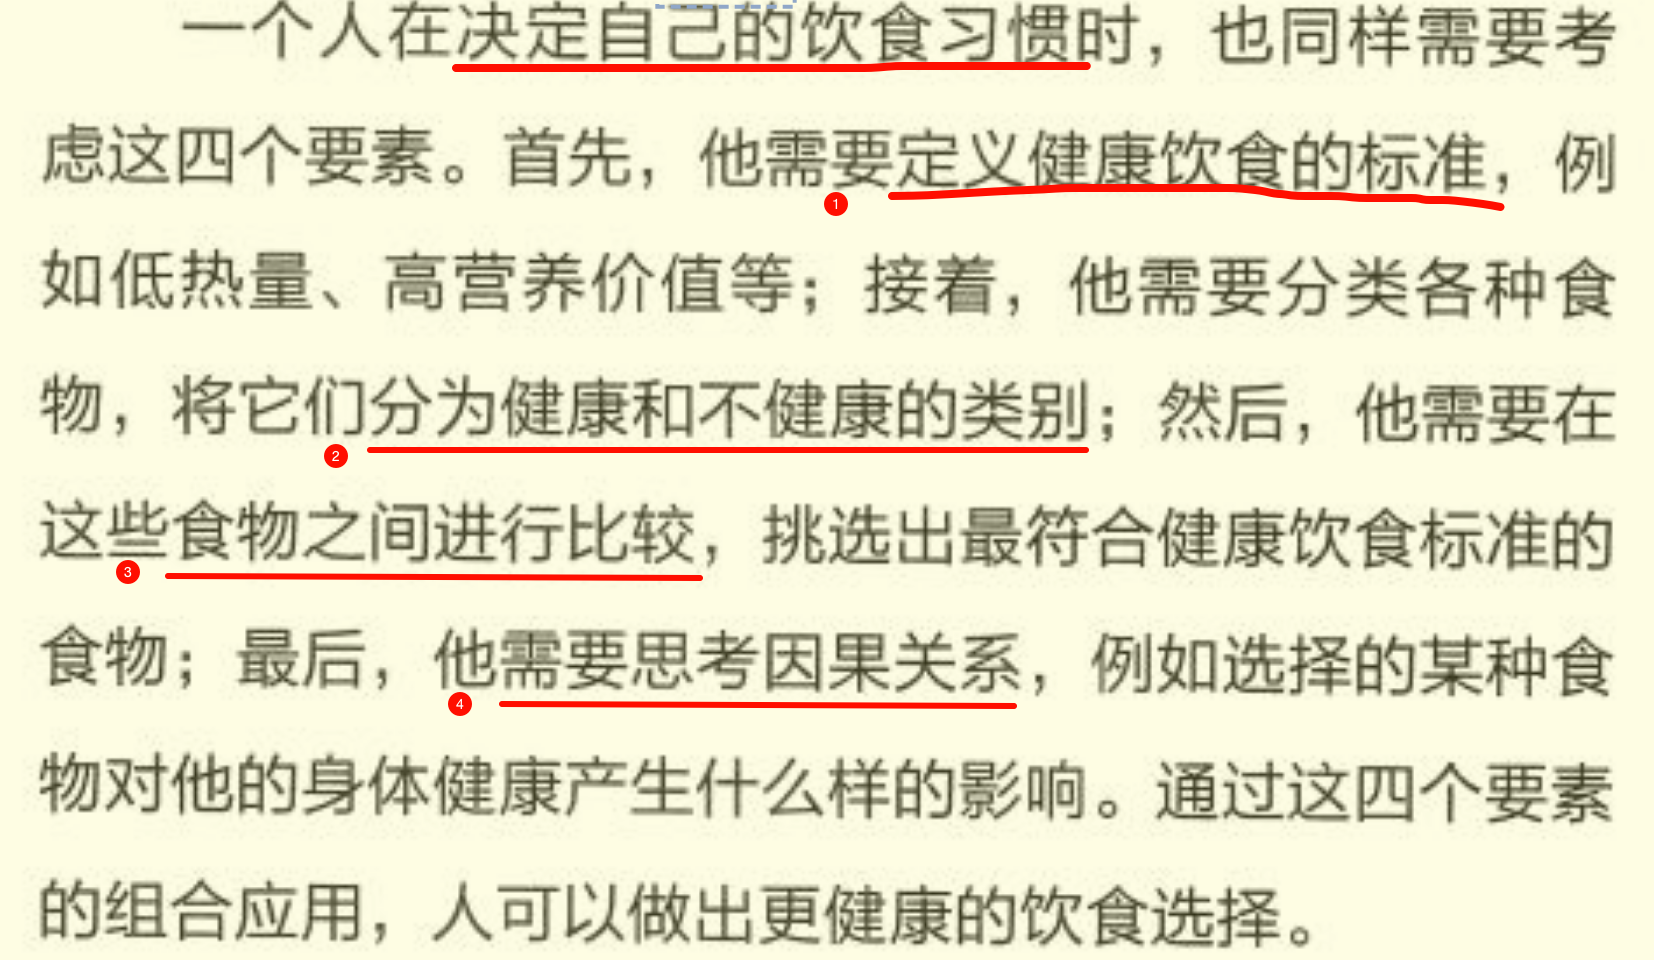 一个人在决定自己的饮食习惯时，也同样需要考
虑这四个要素。首先，他需要定义健康饮食的标准，例
1
如低热量、高营养价值等；接着，他需要分类各种食
物，将它们分为健康和不健康的类别；然后，他需要在
2
这些食物之间进行比较，挑选出最符合健康饮食标准的
3
食物；最后，他需要思考因果关系，例如选择的某种食
4
物对他的身体健康产生什么样的影响。通过这四个要素
的组合应用，人可以做出更健康的饮食选择。